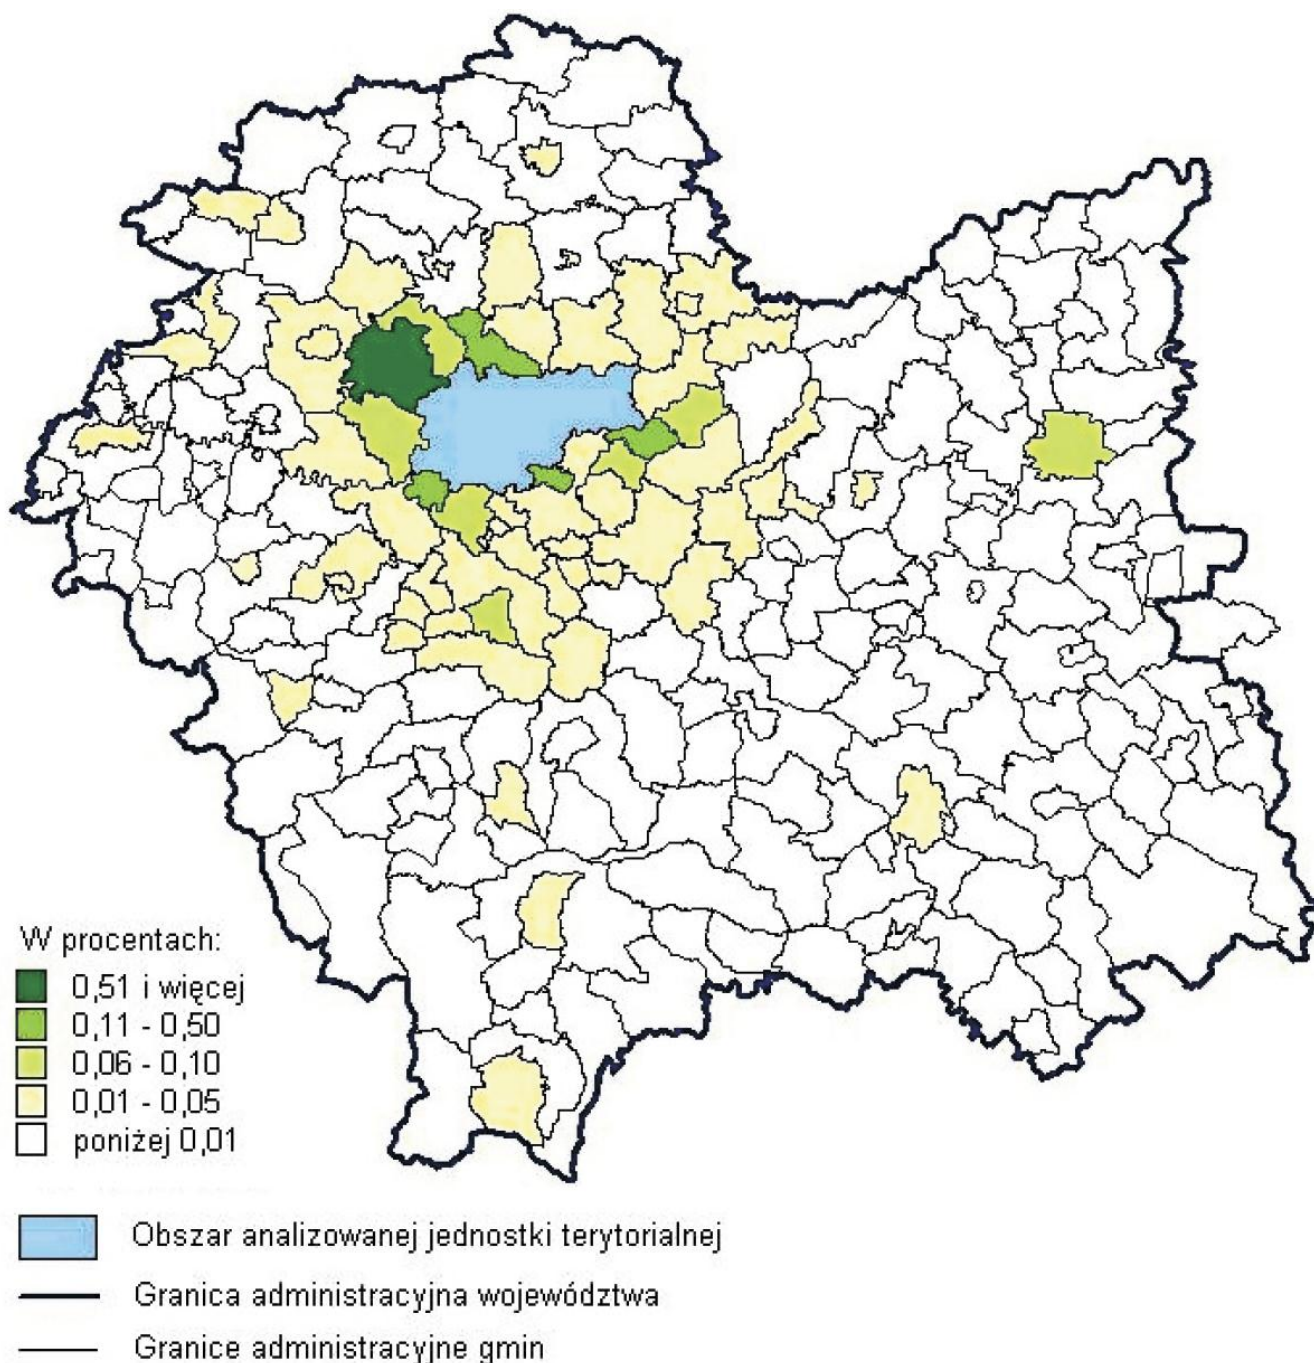 W procentach:
0,51 i więcej
0,11 - 0,50
0,06 - 0,10
0,01 - 0,05
poniżej 0,01
Obszar analizowanej jednostki terytorialnej
Granica administracyjna województwa
Granice administracyjne gmin